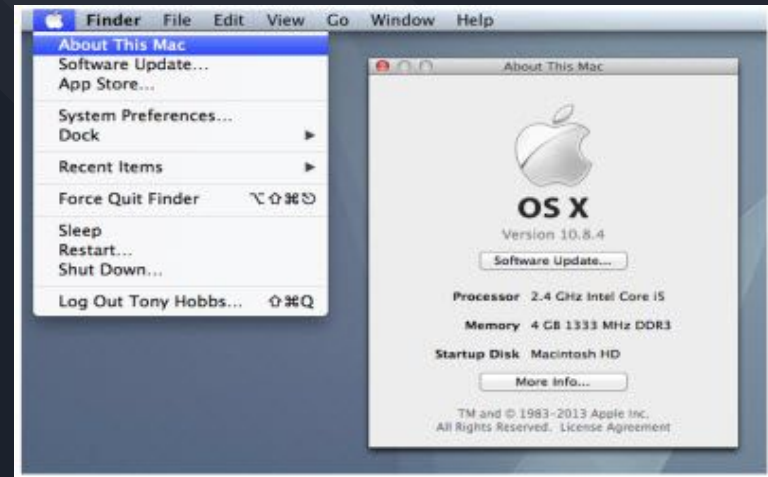 Finder File Edit View Go Window Help
About This Mac
Software Update...
App Store...
System Preferences...
Dock ▶
Recent Items ▶
Force Quit Finder ⌥⇧⌘⎋
Sleep
Restart...
Shut Down...
Log Out Tony Hobbs... ⇧⌘Q
About This Mac
OS X
Version 10.8.4
Software Update...
Processor 2.4 GHz Intel Core i5
Memory 4 GB 1333 MHz DDR3
Startup Disk Macintosh HD
More Info...
TM and © 1983-2013 Apple Inc.
All Rights Reserved. License Agreement